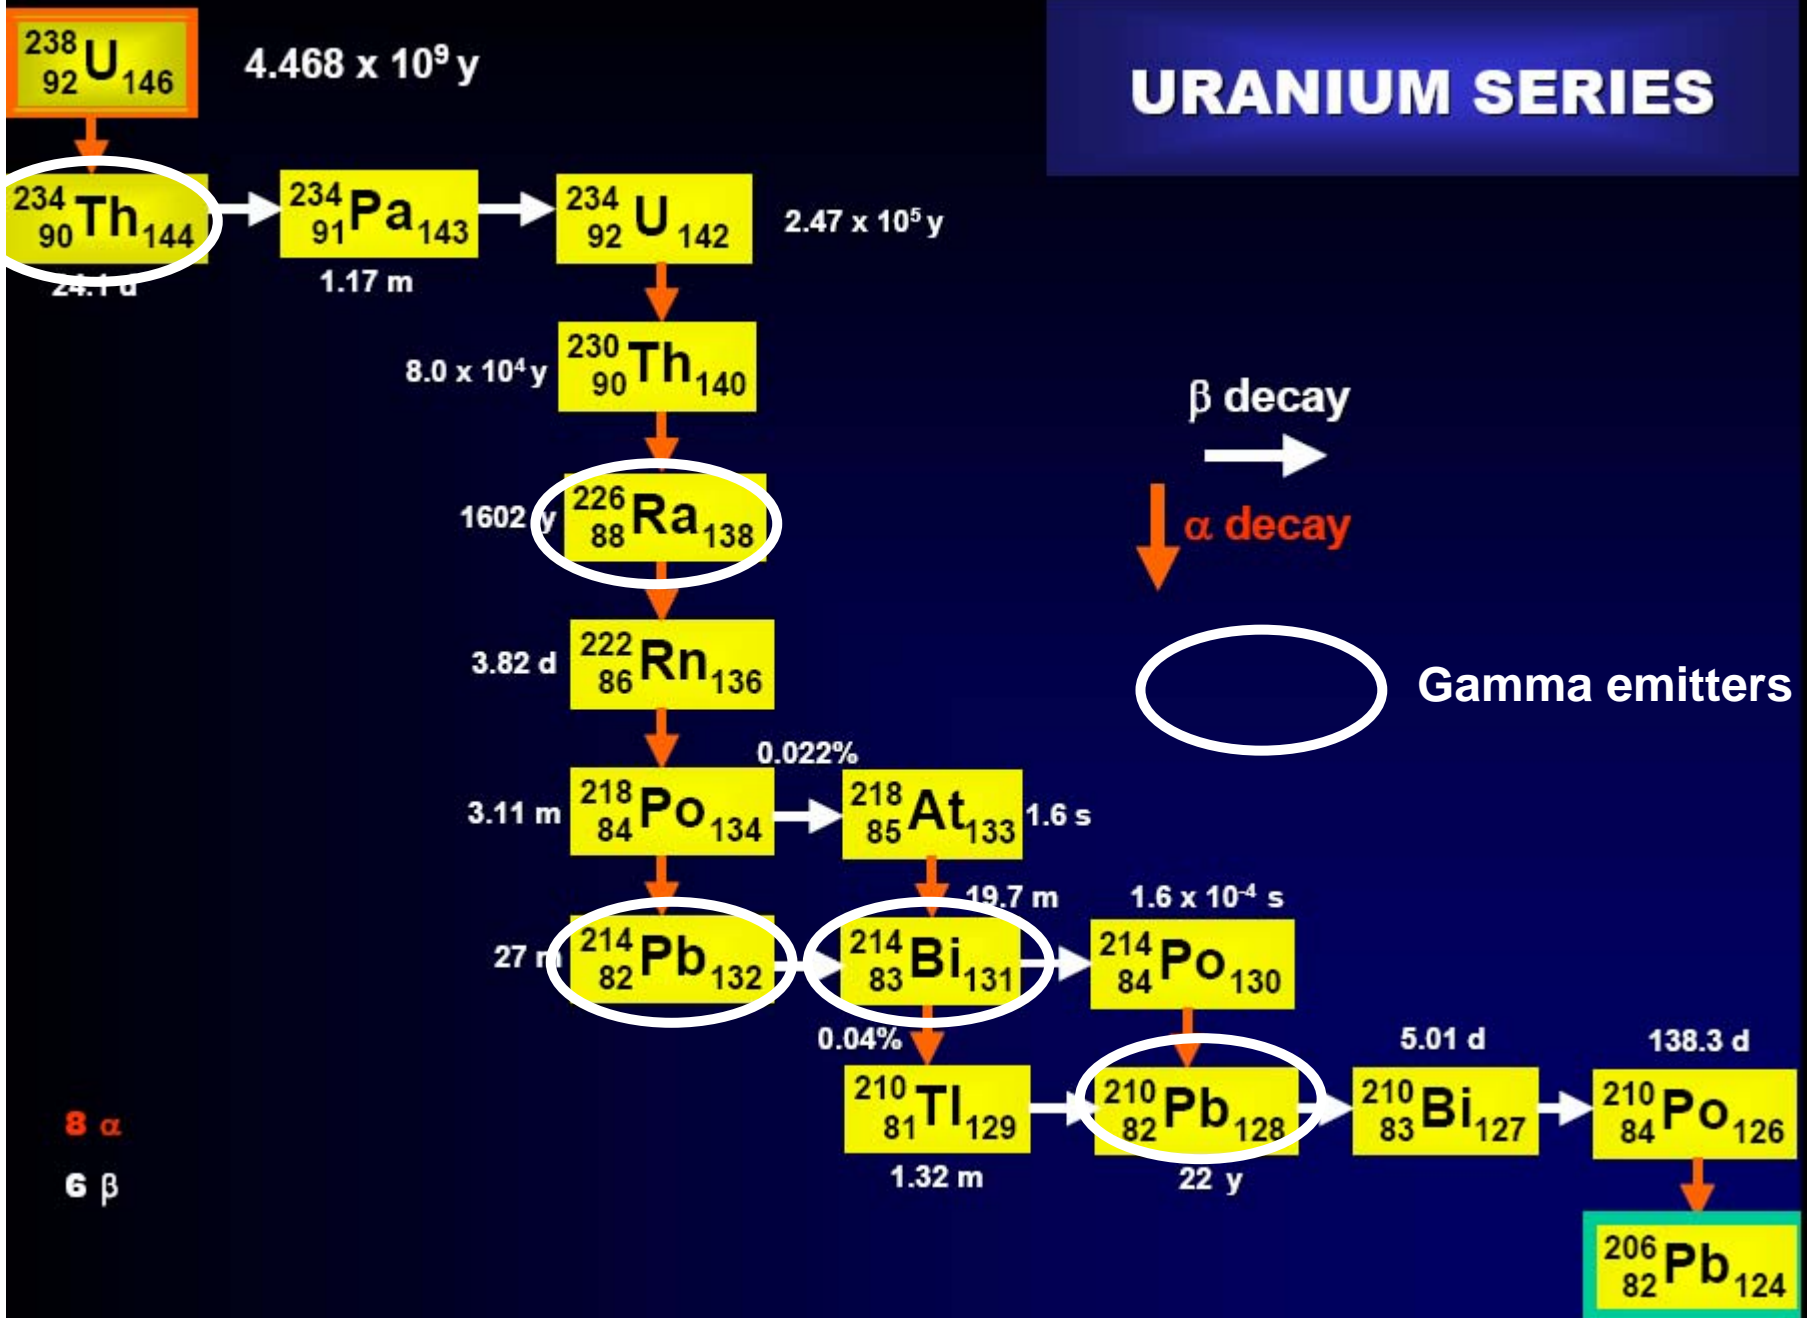 URANIUM SERIES
238
92 U 146
4.468 x 10⁹ y
234
90 Th 144
24.1 d
234
91 Pa 143
1.17 m
234
92 U 142
2.47 x 10⁵ y
8.0 x 10⁴ y
230
90 Th 140
β decay
α decay
Gamma emitters
1602 y
226
88 Ra 138
3.82 d
222
86 Rn 136
0.022%
3.11 m
218
84 Po 134
218
85 At 133
1.6 s
19.7 m
1.6 x 10⁻⁴ s
27 m
214
82 Pb 132
214
83 Bi 131
214
84 Po 130
0.04%
5.01 d
138.3 d
210
81 Tl 129
1.32 m
210
82 Pb 128
22 y
210
83 Bi 127
210
84 Po 126
8 α
6 β
206
82 Pb 124